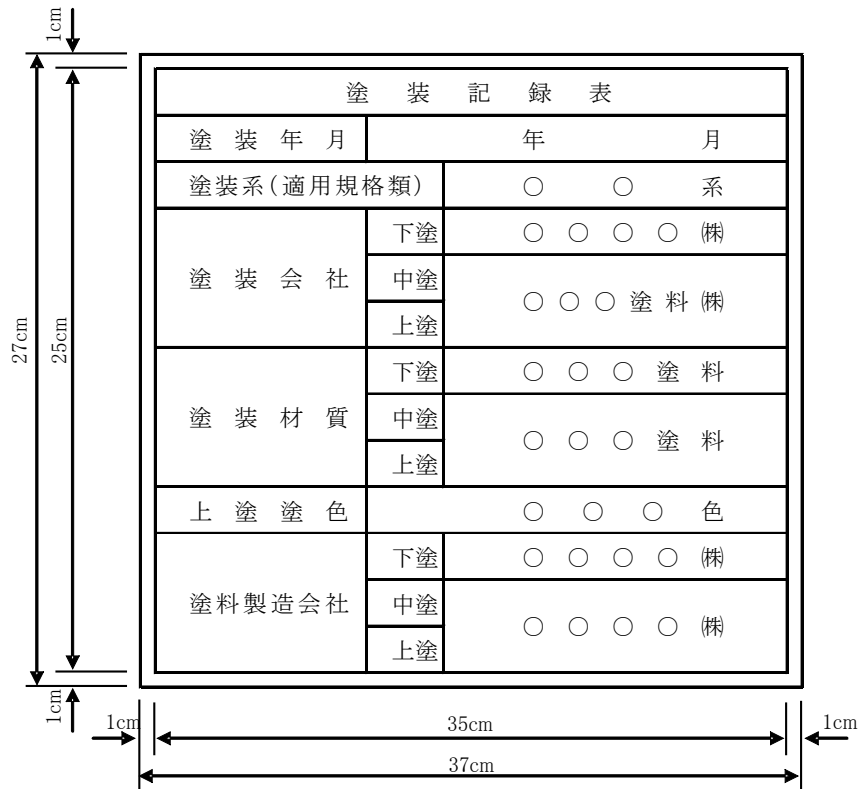 1cm
塗装記録表
塗装年月 年 月
塗装系(適用規格類) ○ ○ 系
塗装会社 下塗 ○○○○㈱
中塗 ○○○塗料㈱
上塗
塗装材質 下塗 ○○○塗料
中塗 ○○○塗料
上塗
上塗塗色 ○○○色
塗料製造会社 下塗 ○○○○㈱
中塗 ○○○○㈱
上塗
27cm
25cm
1cm
1cm 35cm 1cm
37cm